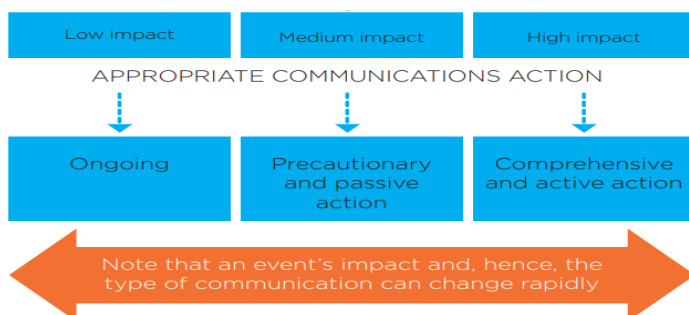 Low impact
Medium impact
High impact
APPROPRIATE COMMUNICATIONS ACTION
Ongoing
Precautionary
and passive
action
Comprehensive
and active action
Note that an event's impact and, hence, the
type of communication can change rapidly